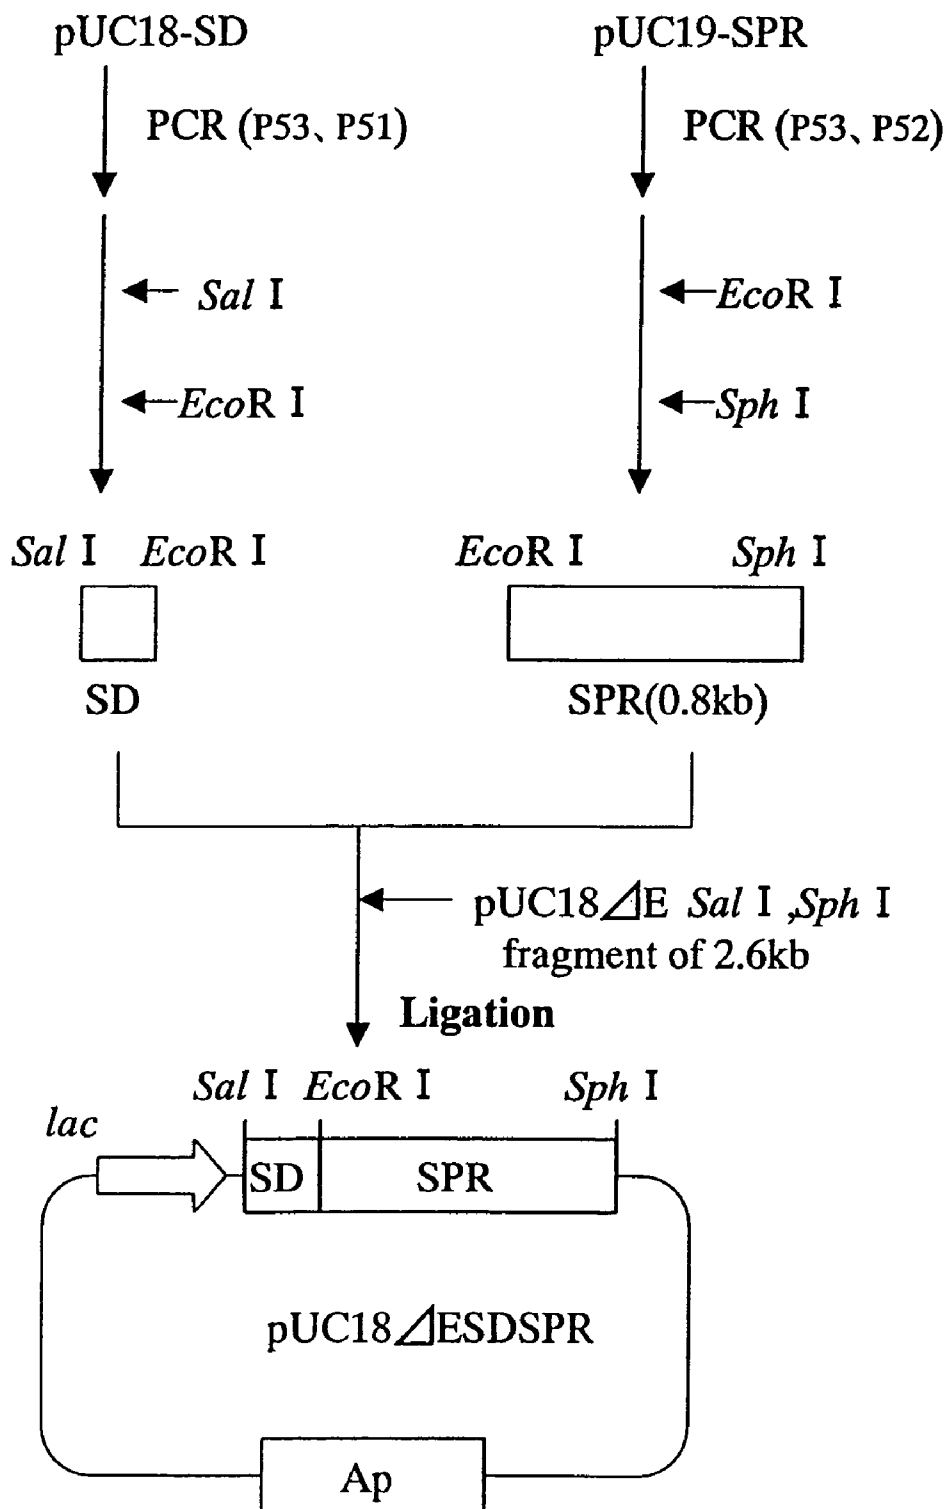 pUC18-SD
pUC19-SPR
PCR (P53、P51)
PCR (P53、P52)
Sal I
EcoR I
EcoR I
Sph I
Sal I EcoR I
EcoR I Sph I
SD
SPR(0.8kb)
pUC18⊿E Sal I ,Sph I
fragment of 2.6kb
Ligation
Sal I EcoR I Sph I
lac
SD
SPR
pUC18⊿ESDSPR
Ap